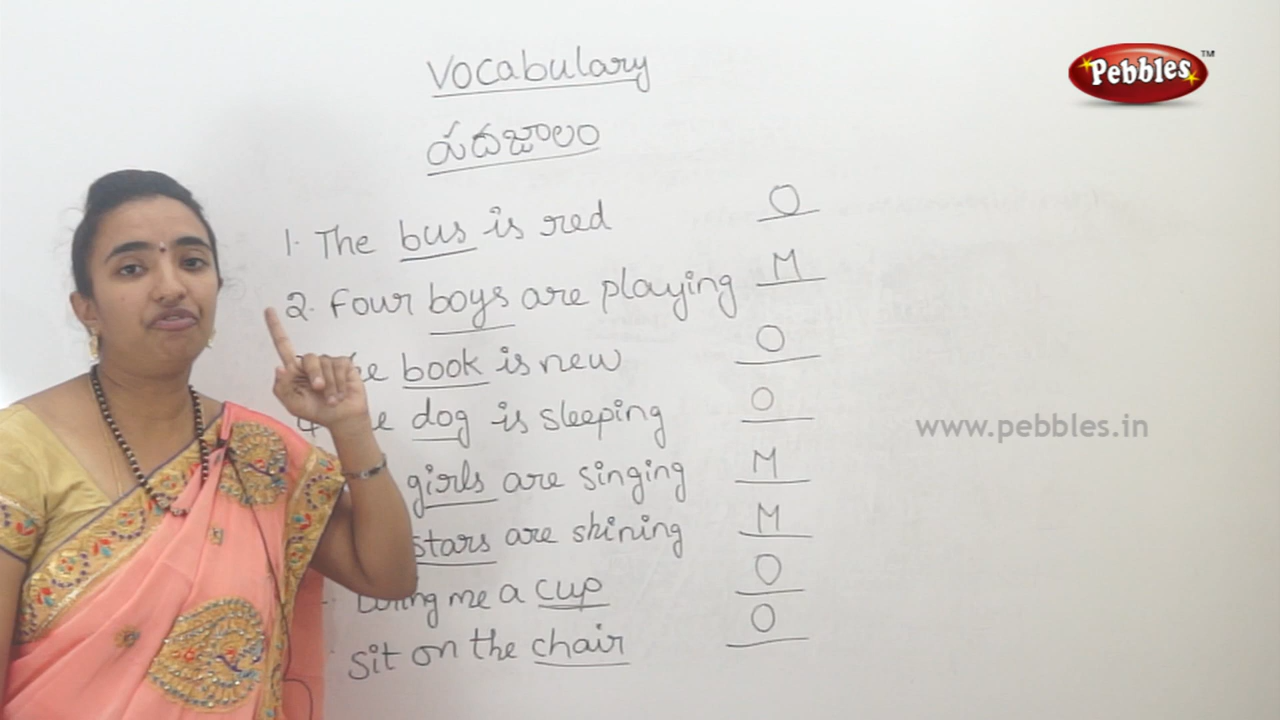 Vocabulary
Pebbles™
పదజాలం
1. The bus is red O
2. Four boys are playing M
book is new O
dog is sleeping O
www.pebbles.in
girls are singing M
stars are shining M
me a cup O
sit on the chair O